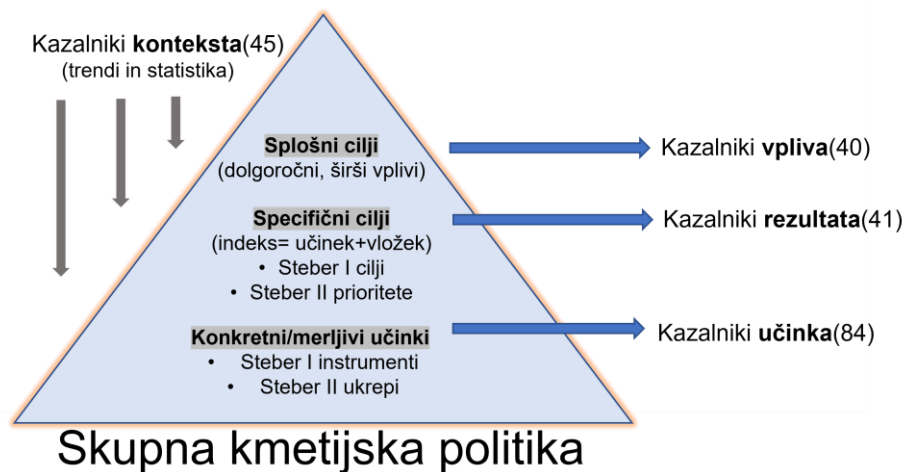 Kazalniki konteksta(45)
(trendi in statistika)
Splošni cilji
(dolgoročni, širši vplivi)
Kazalniki vpliva(40)
Specifični cilji
(indeks= učinek+vložek)
• Steber I cilji
• Steber II prioritete
Kazalniki rezultata(41)
Konkretni/merljivi učinki
• Steber I instrumenti
• Steber II ukrepi
Kazalniki učinka(84)
Skupna kmetijska politika